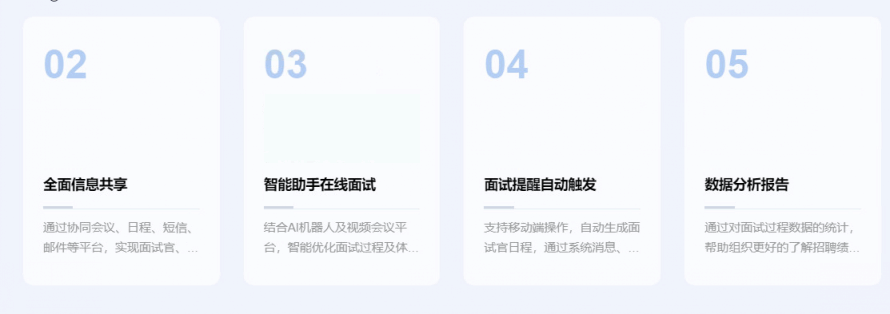 02
全面信息共享
通过协同会议、日程、短信、
邮件等平台，实现面试官、...
03
智能助手在线面试
结合AI机器人及视频会议平
台，智能优化面试过程及体...
04
面试提醒自动触发
支持移动端操作，自动生成面
试官日程，通过系统消息、...
05
数据分析报告
通过对面试过程数据的统计，
帮助组织更好的了解招聘绩...